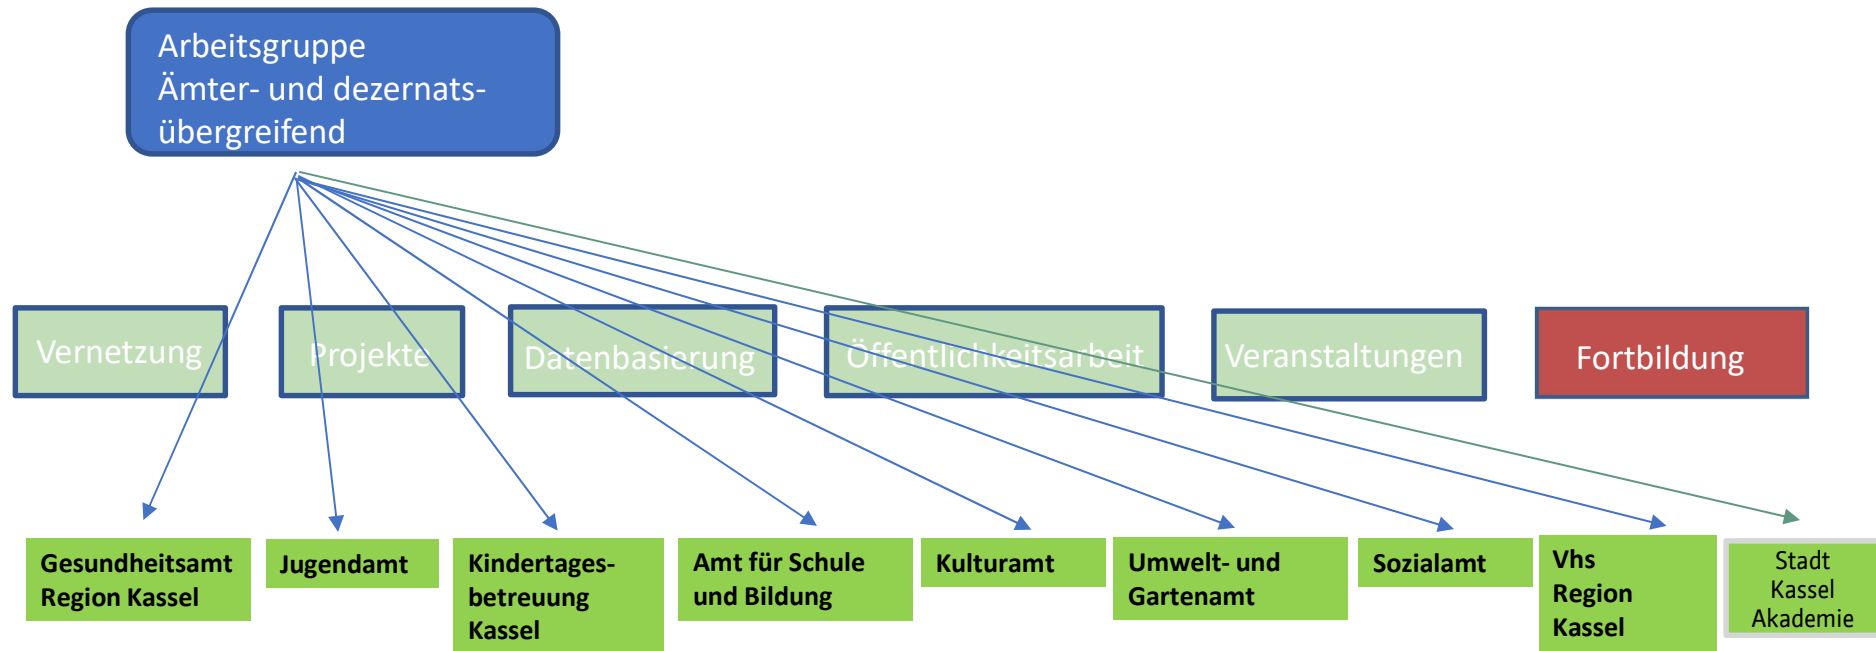 Arbeitsgruppe
Ämter- und dezernats-
übergreifend
Vernetzung
Projekte
Datenbasierung
Öffentlichkeitsarbeit
Veranstaltungen
Fortbildung
Gesundheitsamt
Region Kassel
Jugendamt
Kindertages-
betreuung
Kassel
Amt für Schule
und Bildung
Kulturamt
Umwelt- und
Gartenamt
Sozialamt
Vhs
Region
Kassel
Stadt
Kassel
Akademie